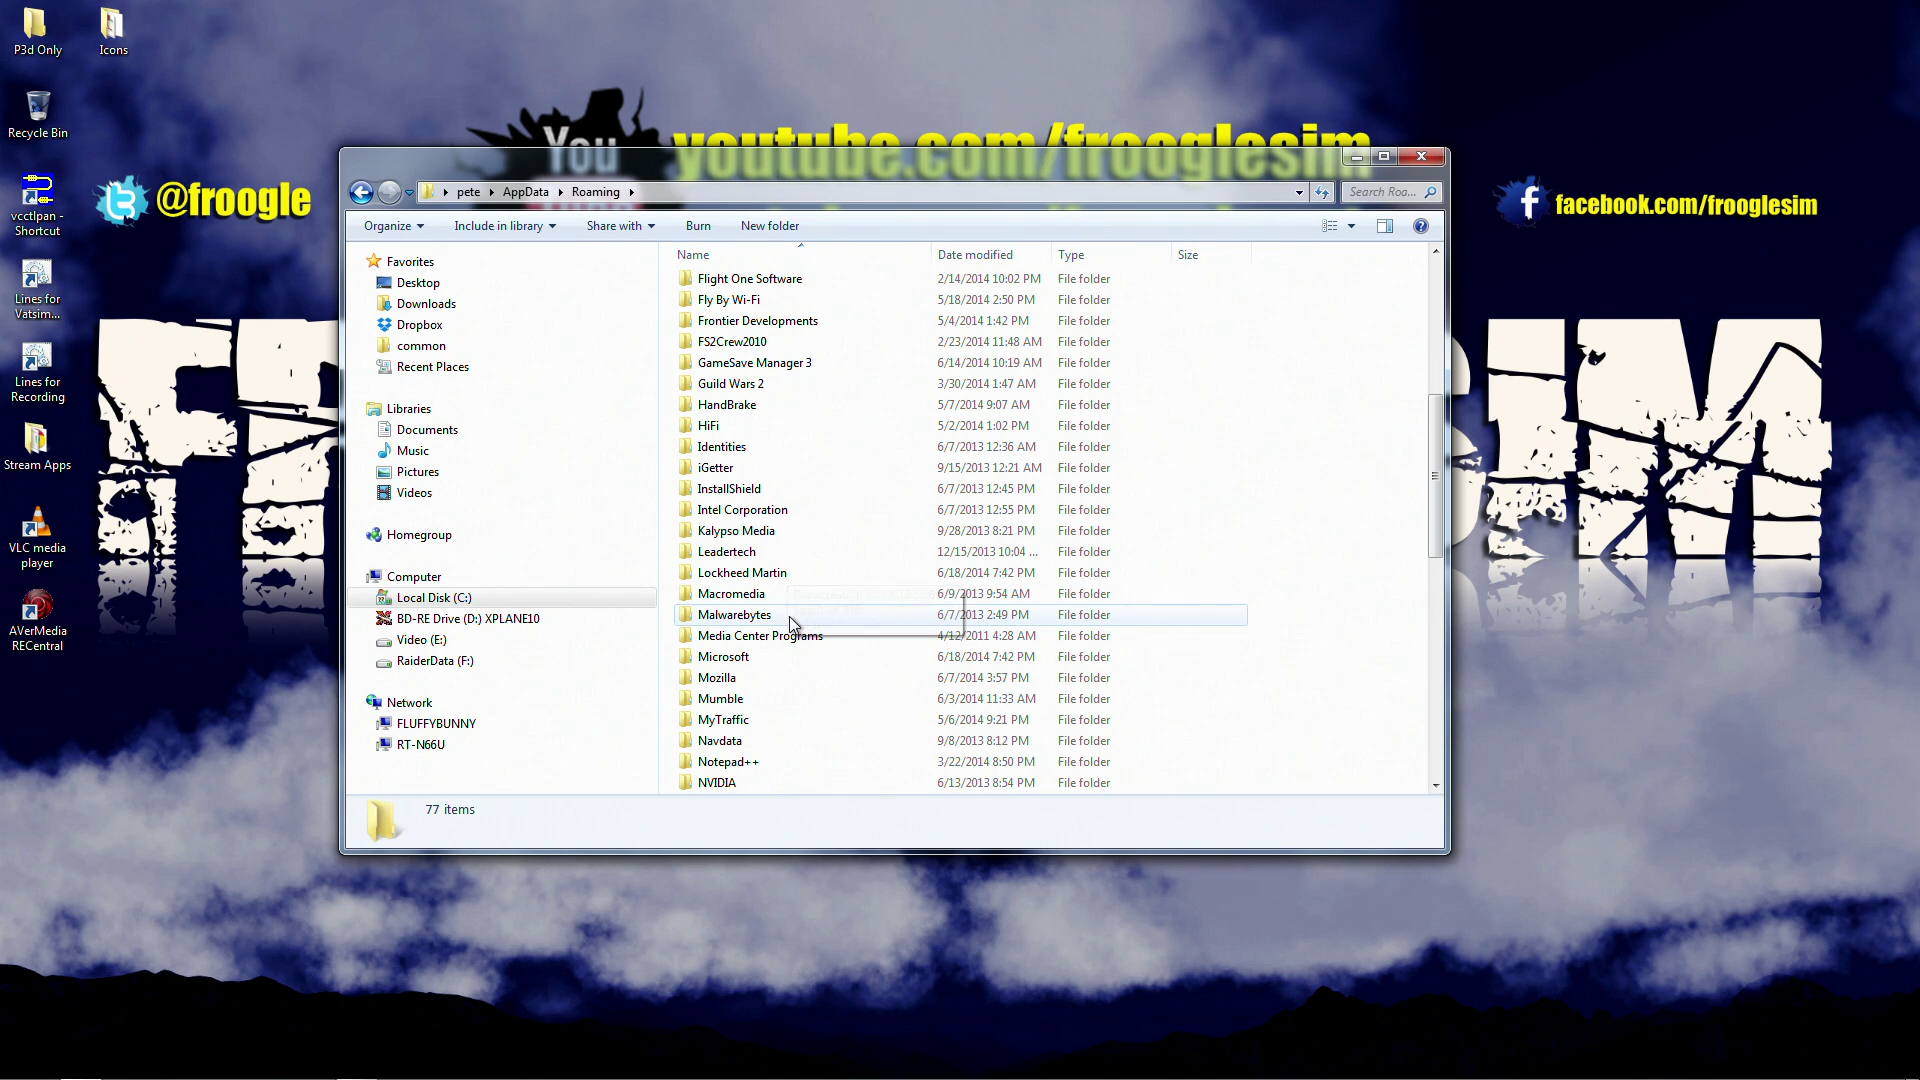 P3d Only
Icons
Recycle Bin
vcctlpan -
Shortcut
Lines for
Vatsim...
Lines for
Recording
Stream Apps
VLC media
player
AVerMedia
RECentral
@froogle
You
youtube.com/frooglesim
facebook.com/frooglesim
pete
AppData
Roaming
Search Roa...
Organize
Include in library
Share with
Burn
New folder
Favorites
Desktop
Downloads
Dropbox
common
Recent Places
Libraries
Documents
Music
Pictures
Videos
Homegroup
Computer
Local Disk (C:)
BD-RE Drive (D:) XPLANE10
Video (E:)
RaiderData (F:)
Network
FLUFFYBUNNY
RT-N66U
Name Date modified Type Size
Flight One Software 2/14/2014 10:02 PM File folder
Fly By Wi-Fi 5/18/2014 2:50 PM File folder
Frontier Developments 5/4/2014 1:42 PM File folder
FS2Crew2010 2/23/2014 11:48 AM File folder
GameSave Manager 3 6/14/2014 10:19 AM File folder
Guild Wars 2 3/30/2014 1:47 AM File folder
HandBrake 5/7/2014 9:07 AM File folder
HiFi 5/2/2014 1:02 PM File folder
Identities 6/7/2013 12:36 AM File folder
iGetter 9/15/2013 12:21 AM File folder
InstallShield 6/7/2013 12:45 PM File folder
Intel Corporation 6/7/2013 12:55 PM File folder
Kalypso Media 9/28/2013 8:21 PM File folder
Leadertech 12/15/2013 10:04 ... File folder
Lockheed Martin 6/18/2014 7:42 PM File folder
Macromedia 6/9/2013 9:54 AM File folder
Malwarebytes 6/7/2013 2:49 PM File folder
Media Center Programs 4/12/2011 4:28 AM File folder
Microsoft 6/18/2014 7:42 PM File folder
Mozilla 6/7/2014 3:57 PM File folder
Mumble 6/3/2014 11:33 AM File folder
MyTraffic 5/6/2014 9:21 PM File folder
Navdata 9/8/2013 8:12 PM File folder
Notepad++ 3/22/2014 8:50 PM File folder
NVIDIA 6/13/2013 8:54 PM File folder
77 items